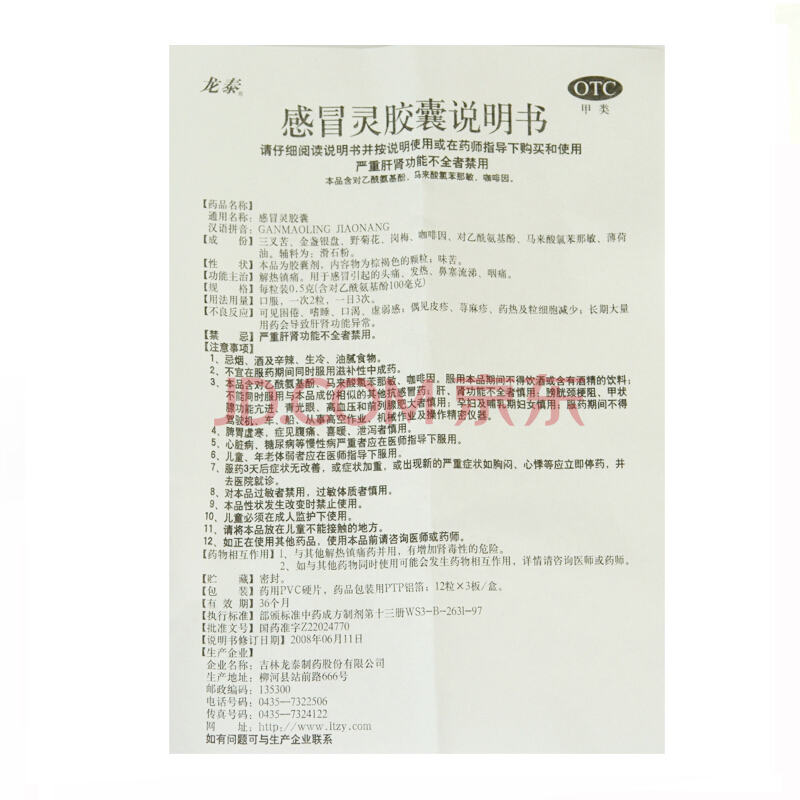 龙泰®
OTC
甲类
感冒灵胶囊说明书
请仔细阅读说明书并按说明使用或在药师指导下购买和使用
严重肝肾功能不全者禁用
本品含对乙酰氨基酚、马来酸氯苯那敏、咖啡因。
【药品名称】
通用名称：感冒灵胶囊
汉语拼音：GANMAOLING JIAONANG
【成 份】三叉苦、金盏银盘、野菊花、岗梅、咖啡因、对乙酰氨基酚、马来酸氯苯那敏、薄荷
油。辅料为：滑石粉。
【性 状】本品为胶囊剂，内容物为棕褐色的颗粒；味苦。
【功能主治】解热镇痛。用于感冒引起的头痛、发热、鼻塞流涕、咽痛。
【规 格】每粒装0.5克(含对乙酰氨基酚100毫克)
【用法用量】口服，一次2粒，一日3次。
【不良反应】可见困倦、嗜睡、口渴、虚弱感；偶见皮疹、荨麻疹、药热及粒细胞减少；长期大量
用药会导致肝肾功能异常。
【禁 忌】严重肝肾功能不全者禁用。
【注意事项】
1、忌烟、酒及辛辣、生冷、油腻食物。
2、不宜在服药期间同时服用滋补性中成药。
3、本品含对乙酰氨基酚、马来酸氯苯那敏、咖啡因。服用本品期间不得饮酒或含有酒精的饮料；
不能同时服用与本品成份相似的其他抗感冒药；肝、肾功能不全者慎用；膀胱颈梗阻、甲状
腺功能亢进、青光眼、高血压和前列腺肥大者慎用；孕妇及哺乳期妇女慎用；服药期间不得
驾驶机、车、船、从事高空作业、机械作业及操作精密仪器。
4、脾胃虚寒，症见腹痛、喜暖、泄泻者慎用。
5、心脏病、糖尿病等慢性病严重者应在医师指导下服用。
6、儿童、年老体弱者应在医师指导下服用。
7、服药3天后症状无改善，或症状加重，或出现新的严重症状如胸闷、心悸等应立即停药，并
去医院就诊。
8、对本品过敏者禁用，过敏体质者慎用。
9、本品性状发生改变时禁止使用。
10、儿童必须在成人监护下使用。
11、请将本品放在儿童不能接触的地方。
12、如正在使用其他药品，使用本品前请咨询医师或药师。
【药物相互作用】1、与其他解热镇痛药并用，有增加肾毒性的危险。
2、如与其他药物同时使用可能会发生药物相互作用，详情请咨询医师或药师。
【贮 藏】密封。
【包 装】药用PVC硬片，药品包装用PTP铝箔；12粒×3板/盒。
【有 效 期】36个月
【执行标准】部颁标准中药成方制剂第十三册WS3-B-2631-97
【批准文号】国药准字Z22024770
【说明书修订日期】2008年06月11日
【生产企业】
企业名称：吉林龙泰制药股份有限公司
生产地址：柳河县站前路666号
邮政编码：135300
电话号码：0435—7322506
传真号码：0435—7324122
网 址：http://www.ltzy.com
如有问题可与生产企业联系
JD.COM 京东